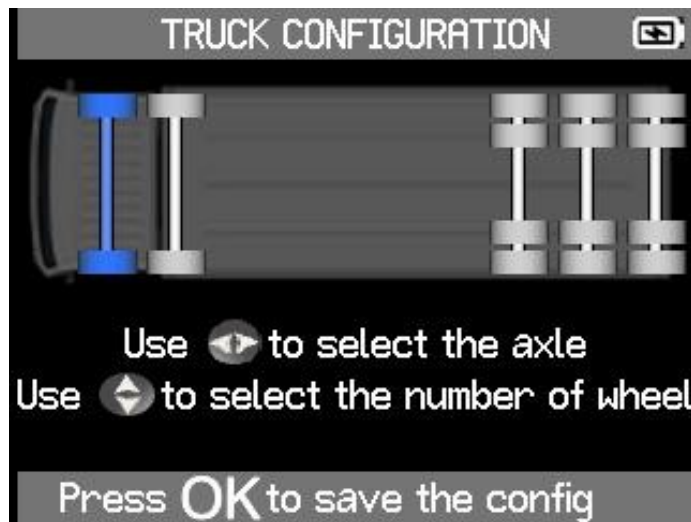 TRUCK CONFIGURATION
Use to select the axle
Use to select the number of wheel
Press OK to save the config